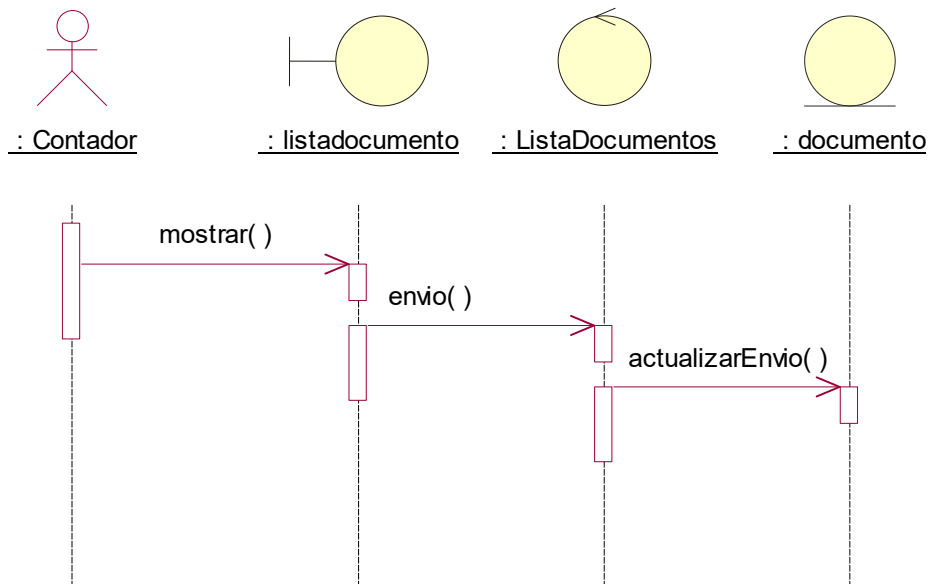 : Contador
: listadocumento
: ListaDocumentos
: documento
mostrar( )
envio( )
actualizarEnvio( )